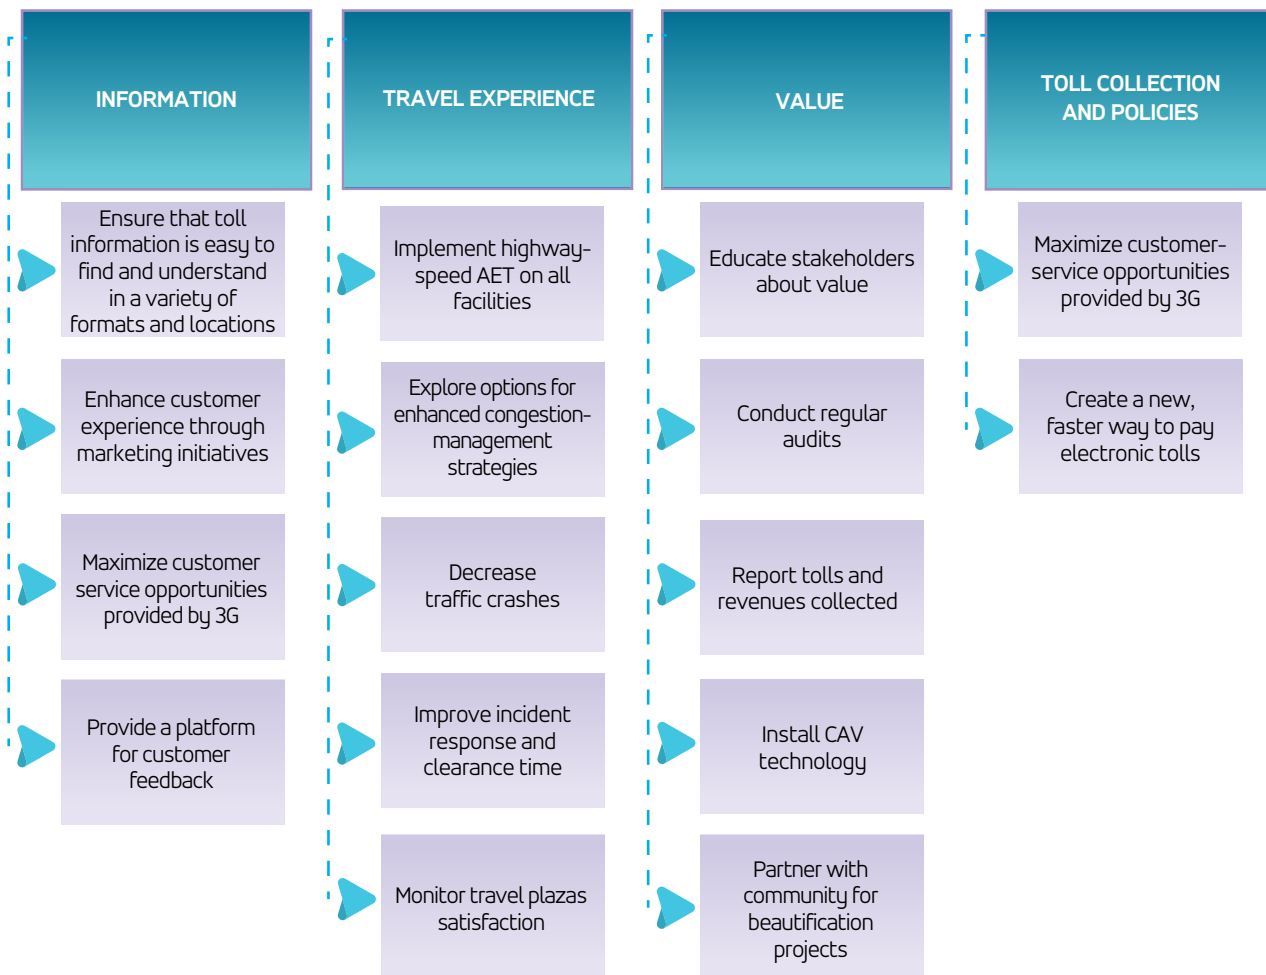 INFORMATION
Ensure that toll
information is easy to
find and understand
in a variety of
formats and locations
Enhance customer
experience through
marketing initiatives
Maximize customer
service opportunities
provided by 3G
Provide a platform
for customer
feedback
TRAVEL EXPERIENCE
Implement highway-
speed AET on all
facilities
Explore options for
enhanced congestion-
management
strategies
Decrease
traffic crashes
Improve incident
response and
clearance time
Monitor travel plazas
satisfaction
VALUE
Educate stakeholders
about value
Conduct regular
audits
Report tolls and
revenues collected
Install CAV
technology
Partner with
community for
beautification
projects
TOLL COLLECTION
AND POLICIES
Maximize customer-
service opportunities
provided by 3G
Create a new,
faster way to pay
electronic tolls